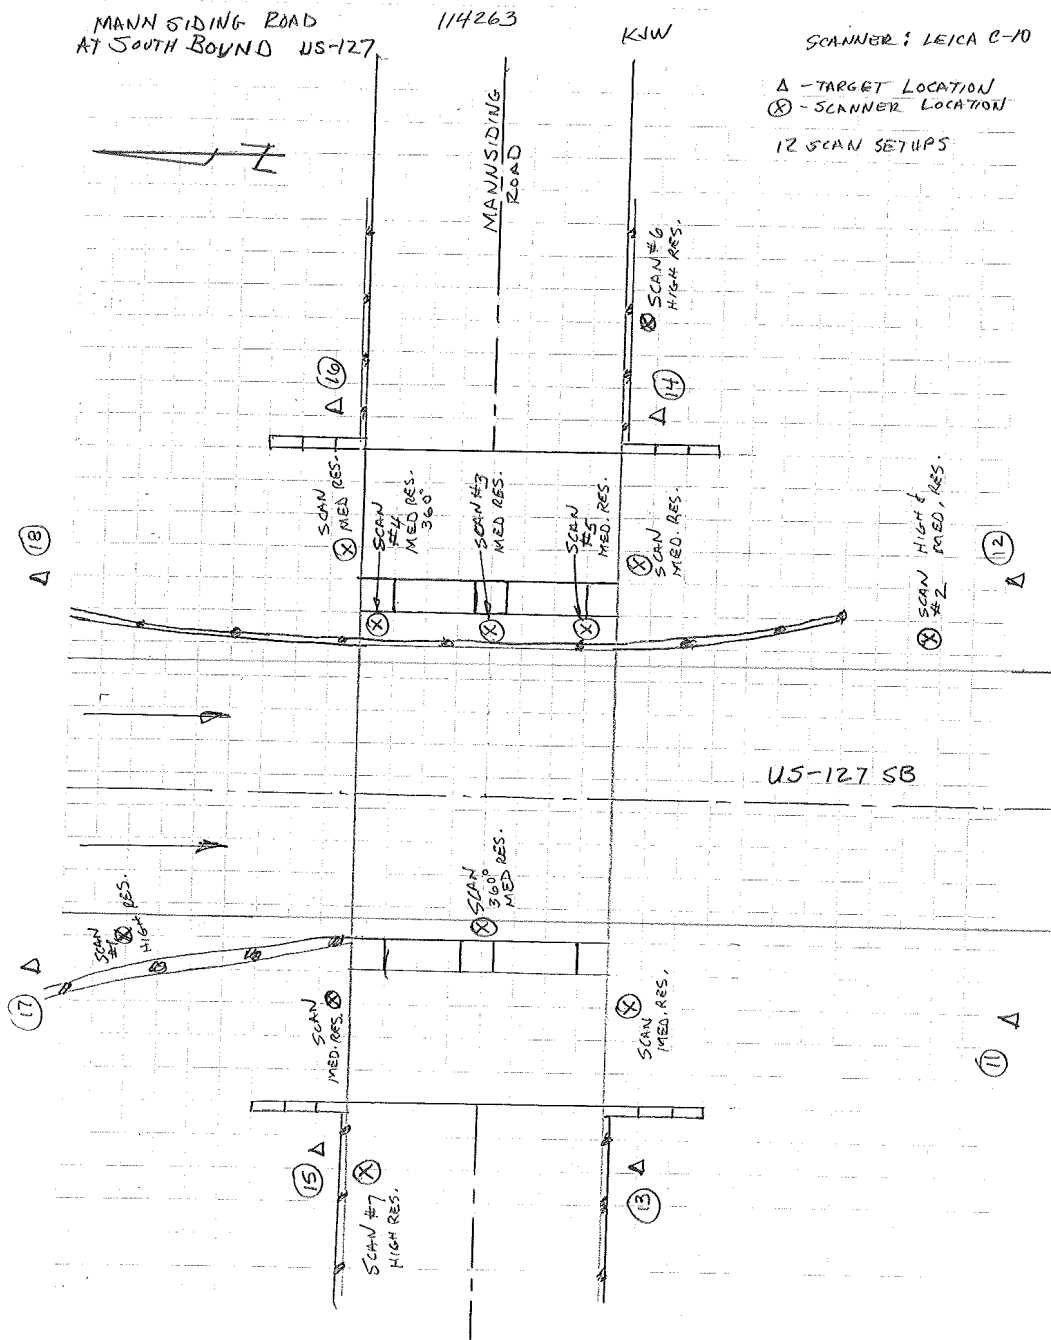 MANN SIDING ROAD
AT SOUTH BOUND US-127
114263
KJW
SCANNER: LEICA C-10
Δ - TARGET LOCATION
Ⓧ - SCANNER LOCATION
12 SCAN SETUPS
N
MANNSIDING
ROAD
SCAN #6
HIGH RES.
16
14
SCAN
MED RES.
SCAN
#4
MED RES.
360°
SCAN #3
MED RES.
SCAN
#5
MED. RES.
SCAN
MED. RES.
SCAN HIGH &
#2 MED, RES.
18
12
US-127 SB
SCAN
#1
HIGH RES.
SCAN
360°
MED RES.
17
SCAN
MED. RES.
SCAN
MED. RES.
11
15
13
SCAN #7
HIGH RES.